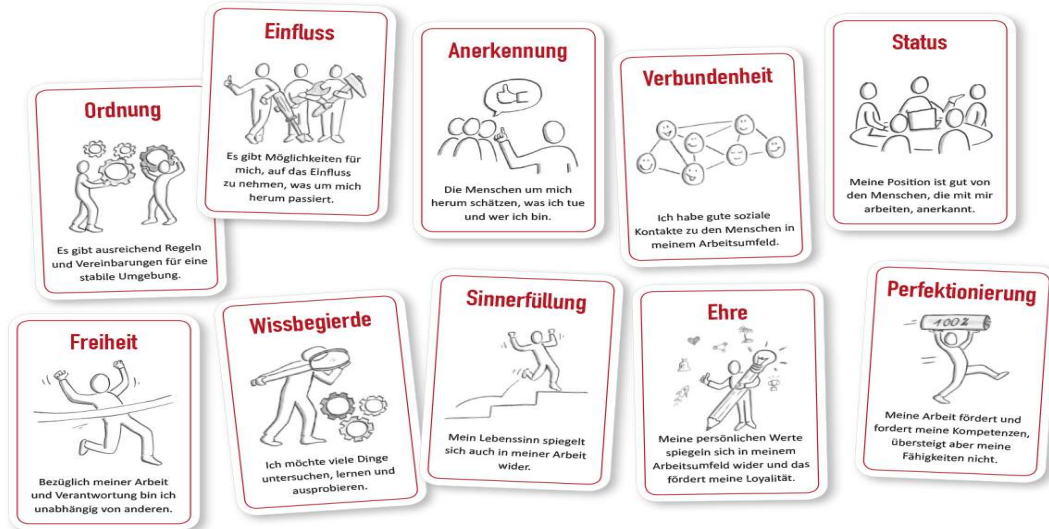 Ordnung
Es gibt ausreichend Regeln
und Vereinbarungen für eine
stabile Umgebung.
Einfluss
Es gibt Möglichkeiten für
mich, auf das Einfluss
zu nehmen, was um mich
herum passiert.
Anerkennung
Die Menschen um mich
herum schätzen, was ich tue
und wer ich bin.
Verbundenheit
Ich habe gute soziale
Kontakte zu den Menschen in
meinem Arbeitsumfeld.
Status
Meine Position ist gut von
den Menschen, die mit mir
arbeiten, anerkannt.
Freiheit
Bezüglich meiner Arbeit
und Verantwortung bin ich
unabhängig von anderen.
Wissbegierde
Ich möchte viele Dinge
untersuchen, lernen und
ausprobieren.
Sinnerfüllung
Mein Lebenssinn spiegelt
sich auch in meiner Arbeit
wider.
Ehre
Meine persönlichen Werte
spiegeln sich in meinem
Arbeitsumfeld wider und das
fördert meine Loyalität.
Perfektionierung
100%
Meine Arbeit fördert und
fordert meine Kompetenzen,
übersteigt aber meine
Fähigkeiten nicht.